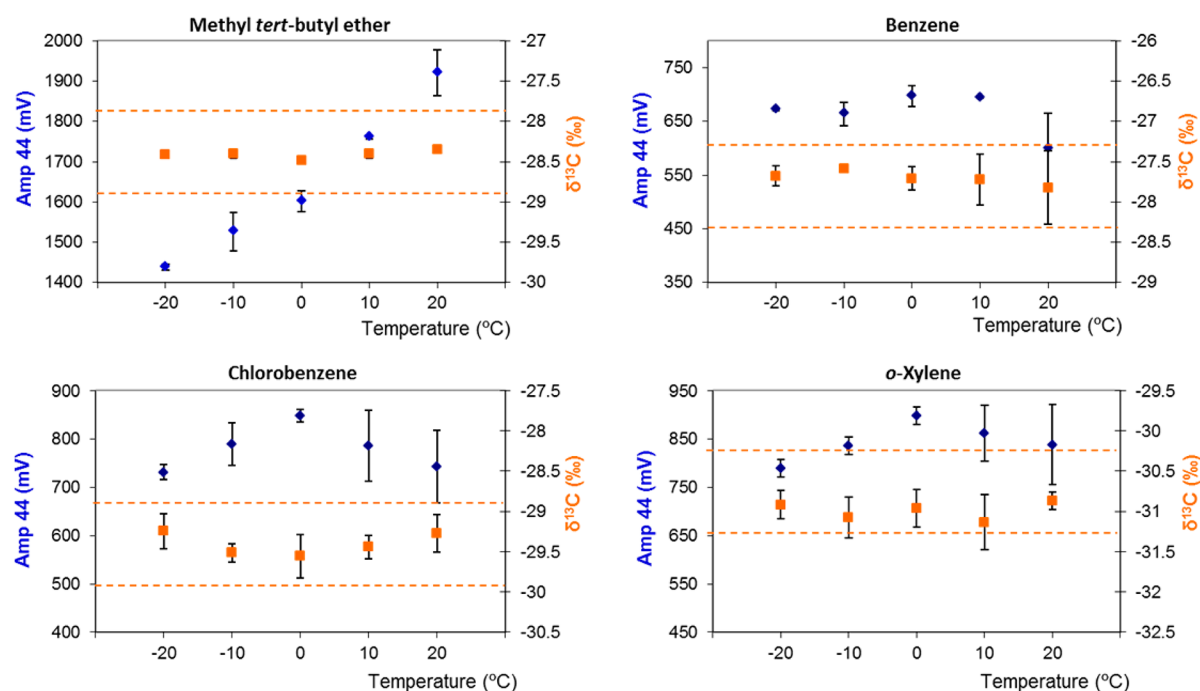 Methyl tert-butyl ether
2000
1900
1800
1700
1600
1500
1400
Amp 44 (mV)
-27
-27.5
-28
-28.5
-29
-29.5
-30
δ13C (‰)
-20 -10 0 10 20
Temperature (ºC)
Benzene
750
650
550
450
350
Amp 44 (mV)
-26
-26.5
-27
-27.5
-28
-28.5
-29
δ13C (‰)
-20 -10 0 10 20
Temperature (ºC)
Chlorobenzene
900
800
700
600
500
400
Amp 44 (mV)
-27.5
-28
-28.5
-29
-29.5
-30
-30.5
δ13C (‰)
-20 -10 0 10 20
Temperature (ºC)
o-Xylene
950
850
750
650
550
450
Amp 44 (mV)
-29.5
-30
-30.5
-31
-31.5
-32
-32.5
δ13C (‰)
-20 -10 0 10 20
Temperature (ºC)